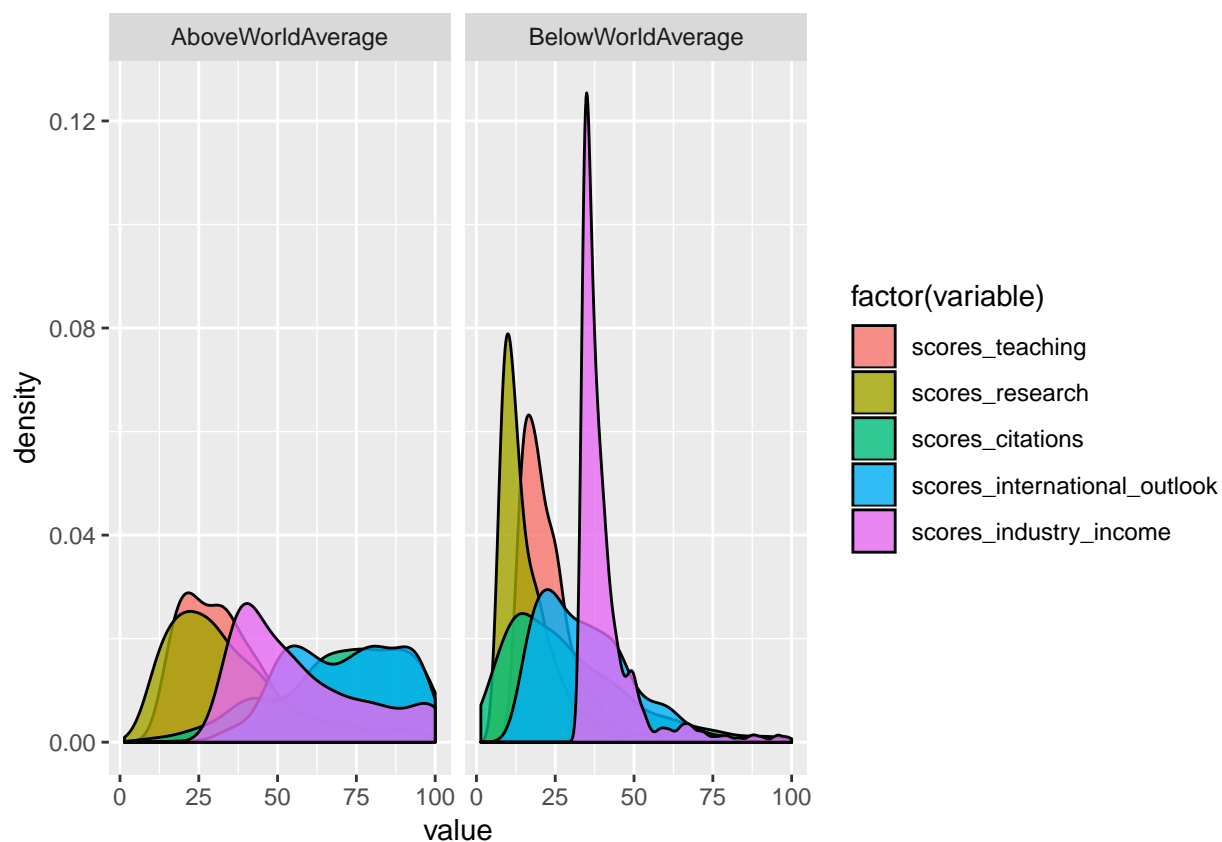 AboveWorldAverage
BelowWorldAverage
0.12
0.08
0.04
0.00
density
0 25 50 75 100
0 25 50 75 100
value
factor(variable)
scores_teaching
scores_research
scores_citations
scores_international_outlook
scores_industry_income